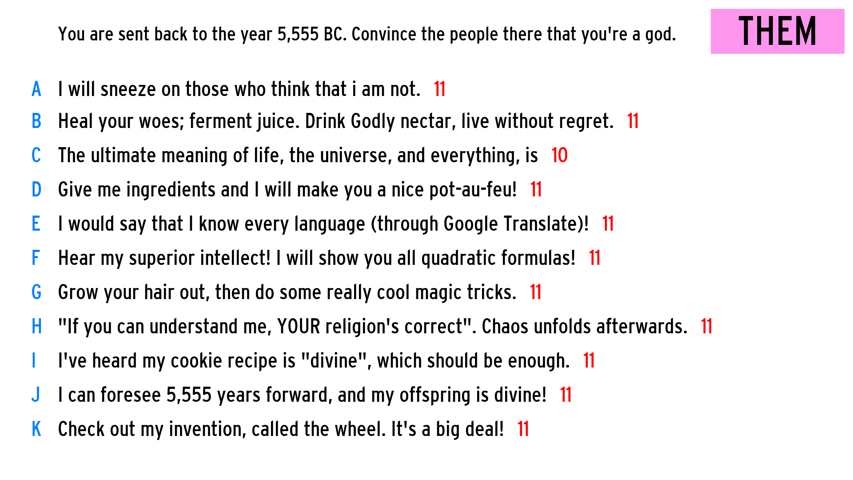 You are sent back to the year 5,555 BC. Convince the people there that you're a god.
THEM
A I will sneeze on those who think that i am not. 11
B Heal your woes; ferment juice. Drink Godly nectar, live without regret. 11
C The ultimate meaning of life, the universe, and everything, is 10
D Give me ingredients and I will make you a nice pot-au-feu! 11
E I would say that I know every language (through Google Translate)! 11
F Hear my superior intellect! I will show you all quadratic formulas! 11
G Grow your hair out, then do some really cool magic tricks. 11
H "If you can understand me, YOUR religion's correct". Chaos unfolds afterwards. 11
I I've heard my cookie recipe is "divine", which should be enough. 11
J I can foresee 5,555 years forward, and my offspring is divine! 11
K Check out my invention, called the wheel. It's a big deal! 11